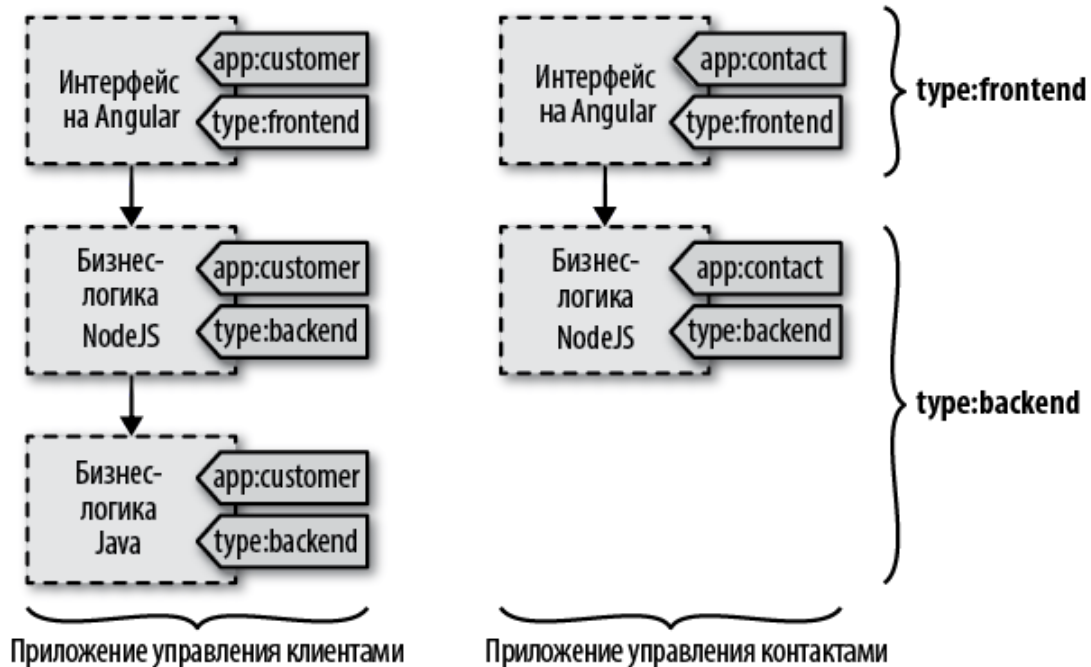 Интерфейс
на Angular
app:customer
type:frontend
Интерфейс
на Angular
app:contact
type:frontend
type:frontend
Бизнес-
логика
NodeJS
app:customer
type:backend
Бизнес-
логика
NodeJS
app:contact
type:backend
type:backend
Бизнес-
логика
Java
app:customer
type:backend
Приложение управления клиентами
Приложение управления контактами